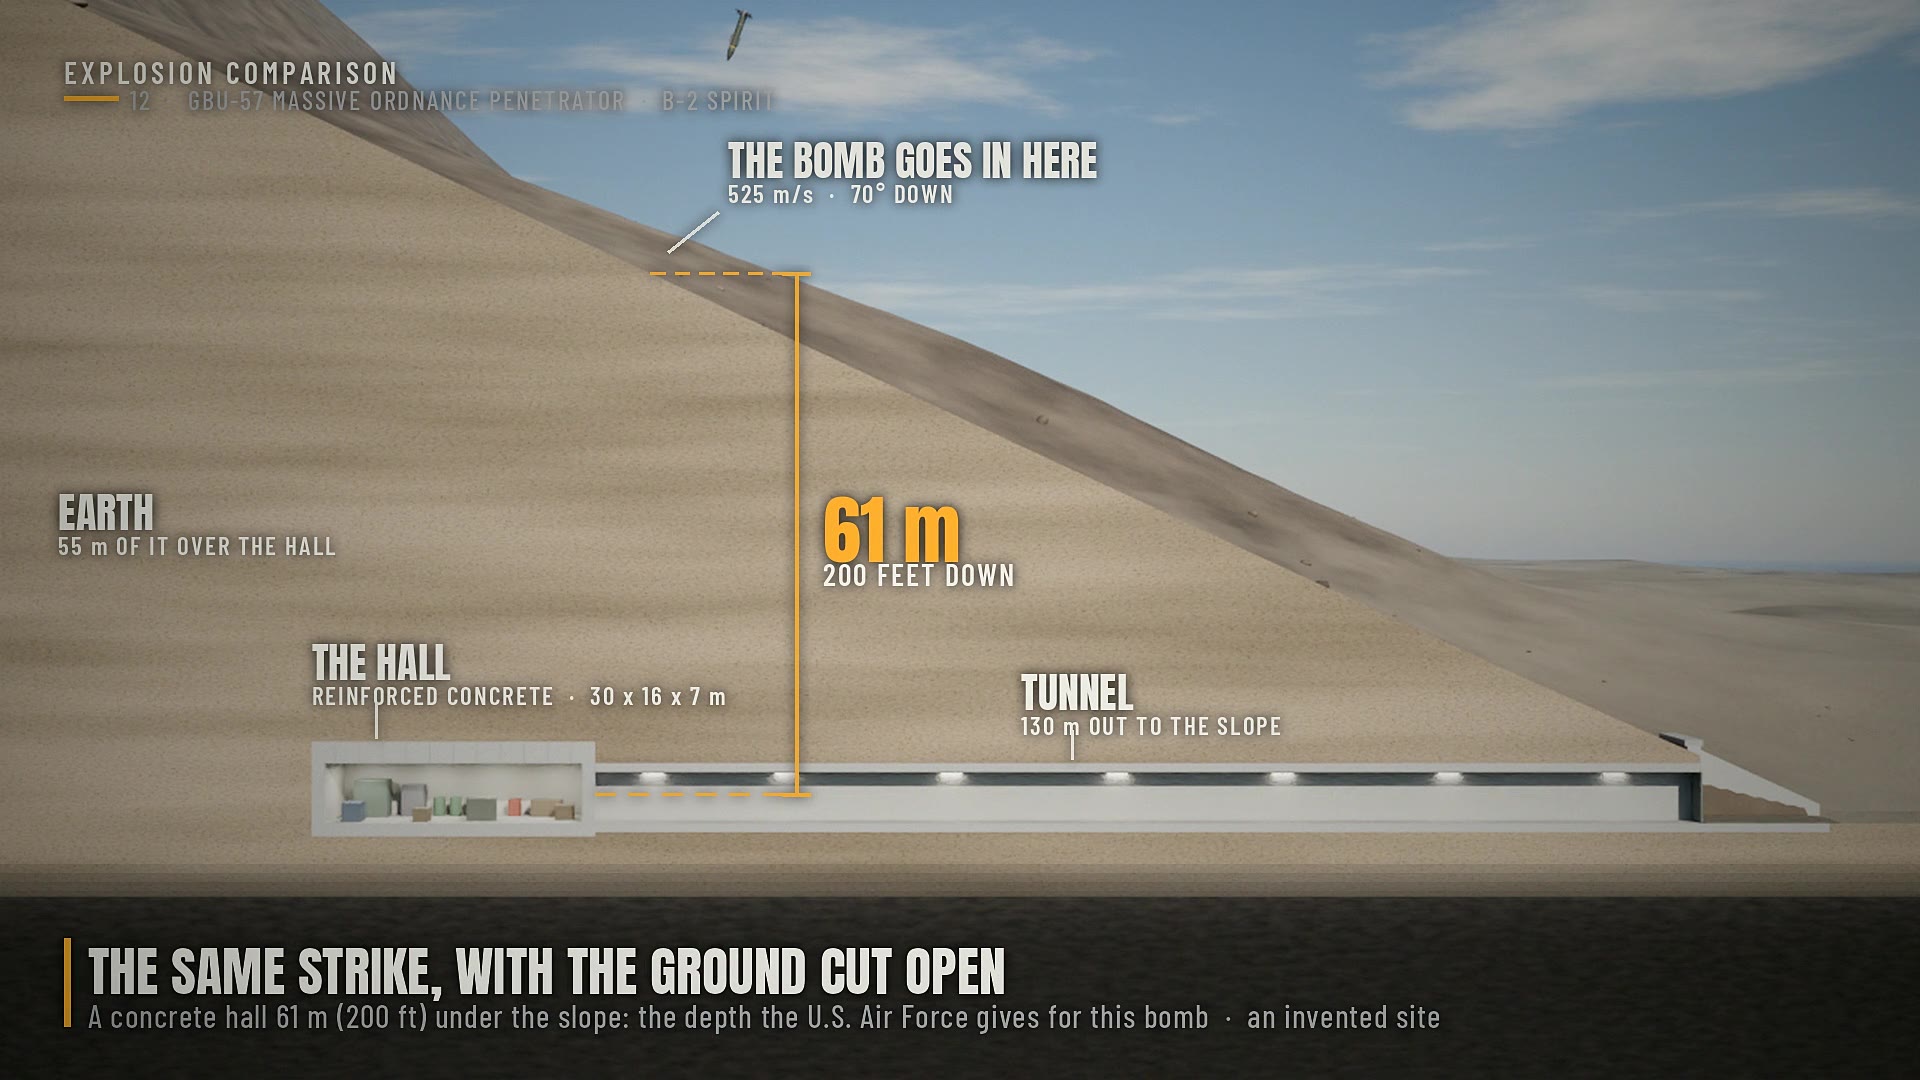 EXPLOSION COMPARISON
12 GBU-57 MASSIVE ORDNANCE PENETRATOR · B-2 SPIRIT
THE BOMB GOES IN HERE
525 m/s · 70° DOWN
EARTH
55 m OF IT OVER THE HALL
61 m
200 FEET DOWN
THE HALL
REINFORCED CONCRETE · 30 x 16 x 7 m
TUNNEL
130 m OUT TO THE SLOPE
THE SAME STRIKE, WITH THE GROUND CUT OPEN
A concrete hall 61 m (200 ft) under the slope: the depth the U.S. Air Force gives for this bomb · an invented site